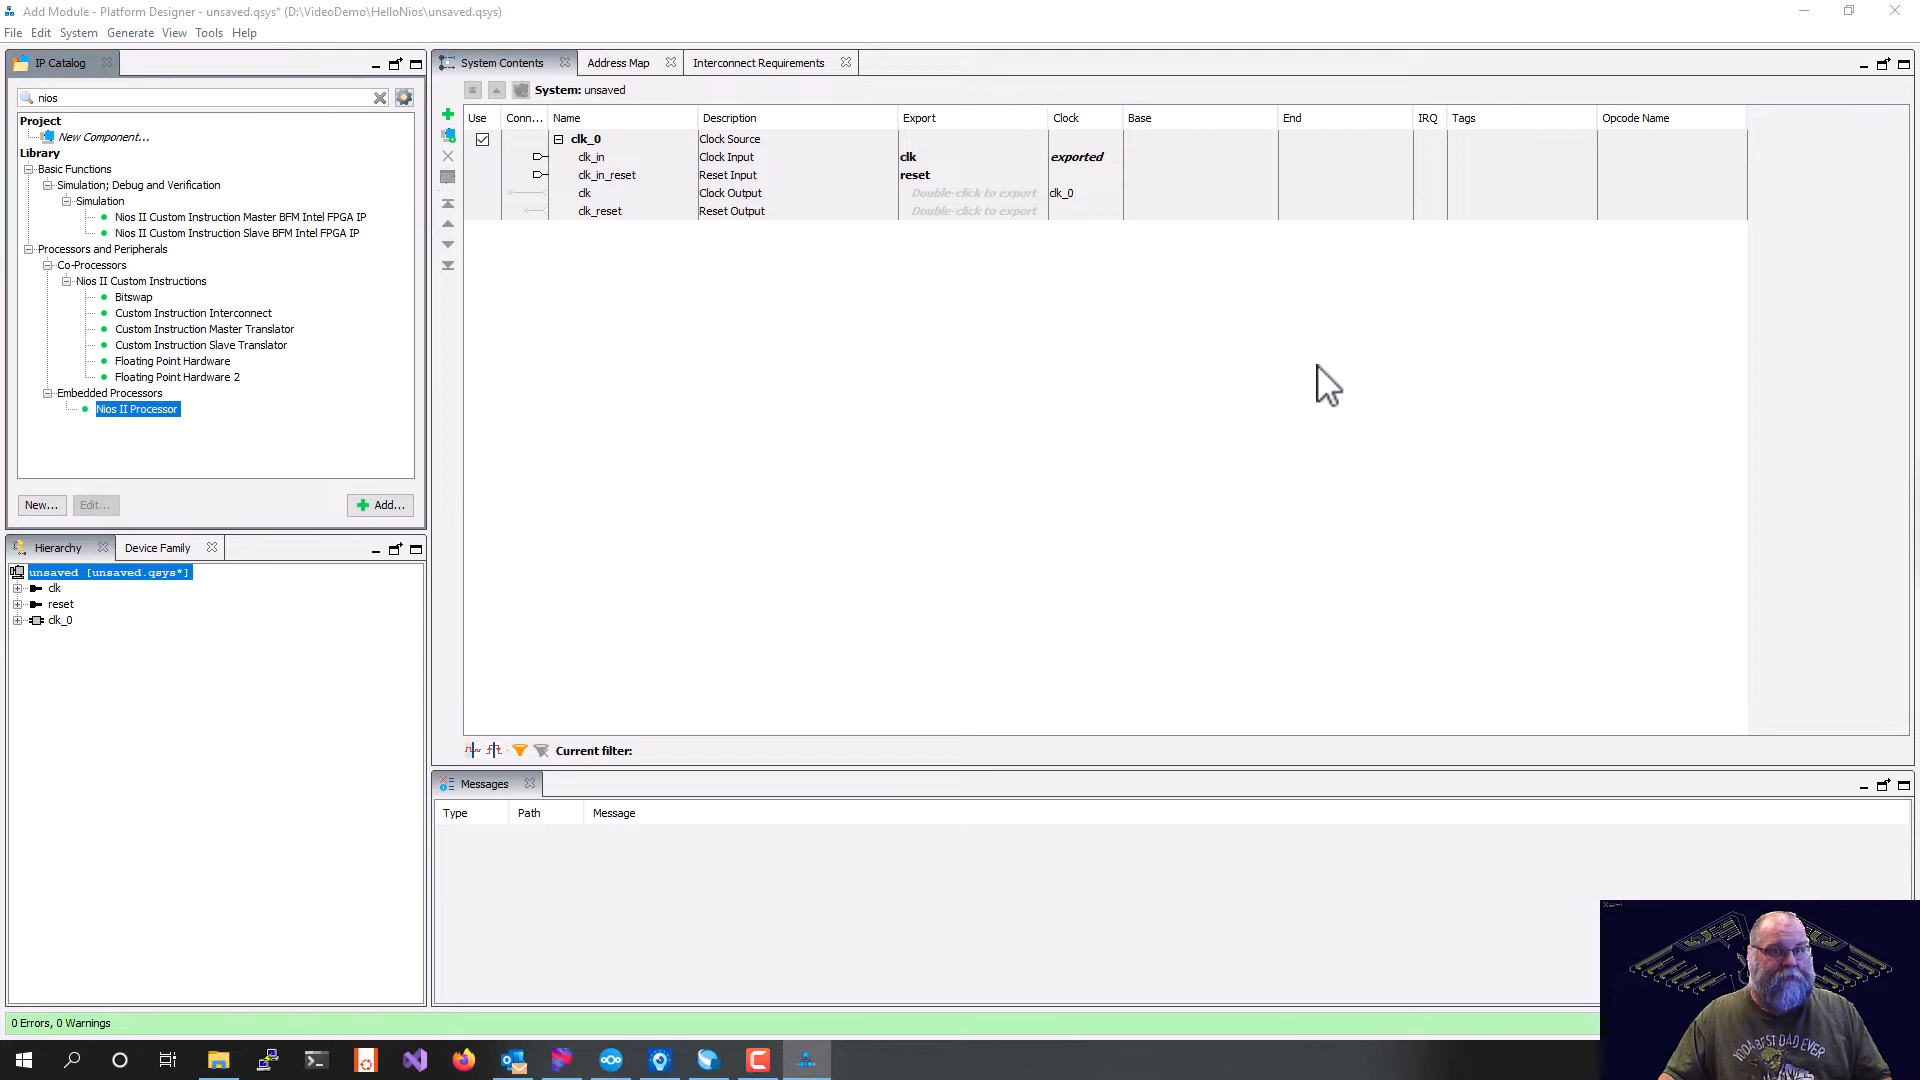 Add Module - Platform Designer - unsaved.qsys* (D:\VideoDemo\HelloNios\unsaved.qsys)
File Edit System Generate View Tools Help
IP Catalog
nios
Project
New Component...
Library
Basic Functions
Simulation; Debug and Verification
Simulation
Nios II Custom Instruction Master BFM Intel FPGA IP
Nios II Custom Instruction Slave BFM Intel FPGA IP
Processors and Peripherals
Co-Processors
Nios II Custom Instructions
Bitswap
Custom Instruction Interconnect
Custom Instruction Master Translator
Custom Instruction Slave Translator
Floating Point Hardware
Floating Point Hardware 2
Embedded Processors
Nios II Processor
New... Edit... Add...
Hierarchy Device Family
unsaved [unsaved.qsys*]
clk
reset
clk_0
System Contents Address Map Interconnect Requirements
System: unsaved
Use Conn... Name Description Export Clock Base End IRQ Tags Opcode Name
clk_0 Clock Source
clk_in Clock Input clk exported
clk_in_reset Reset Input reset
clk Clock Output Double-click to export clk_0
clk_reset Reset Output Double-click to export
Current filter:
Messages
Type Path Message
0 Errors, 0 Warnings
YODA BEST DAD EVER